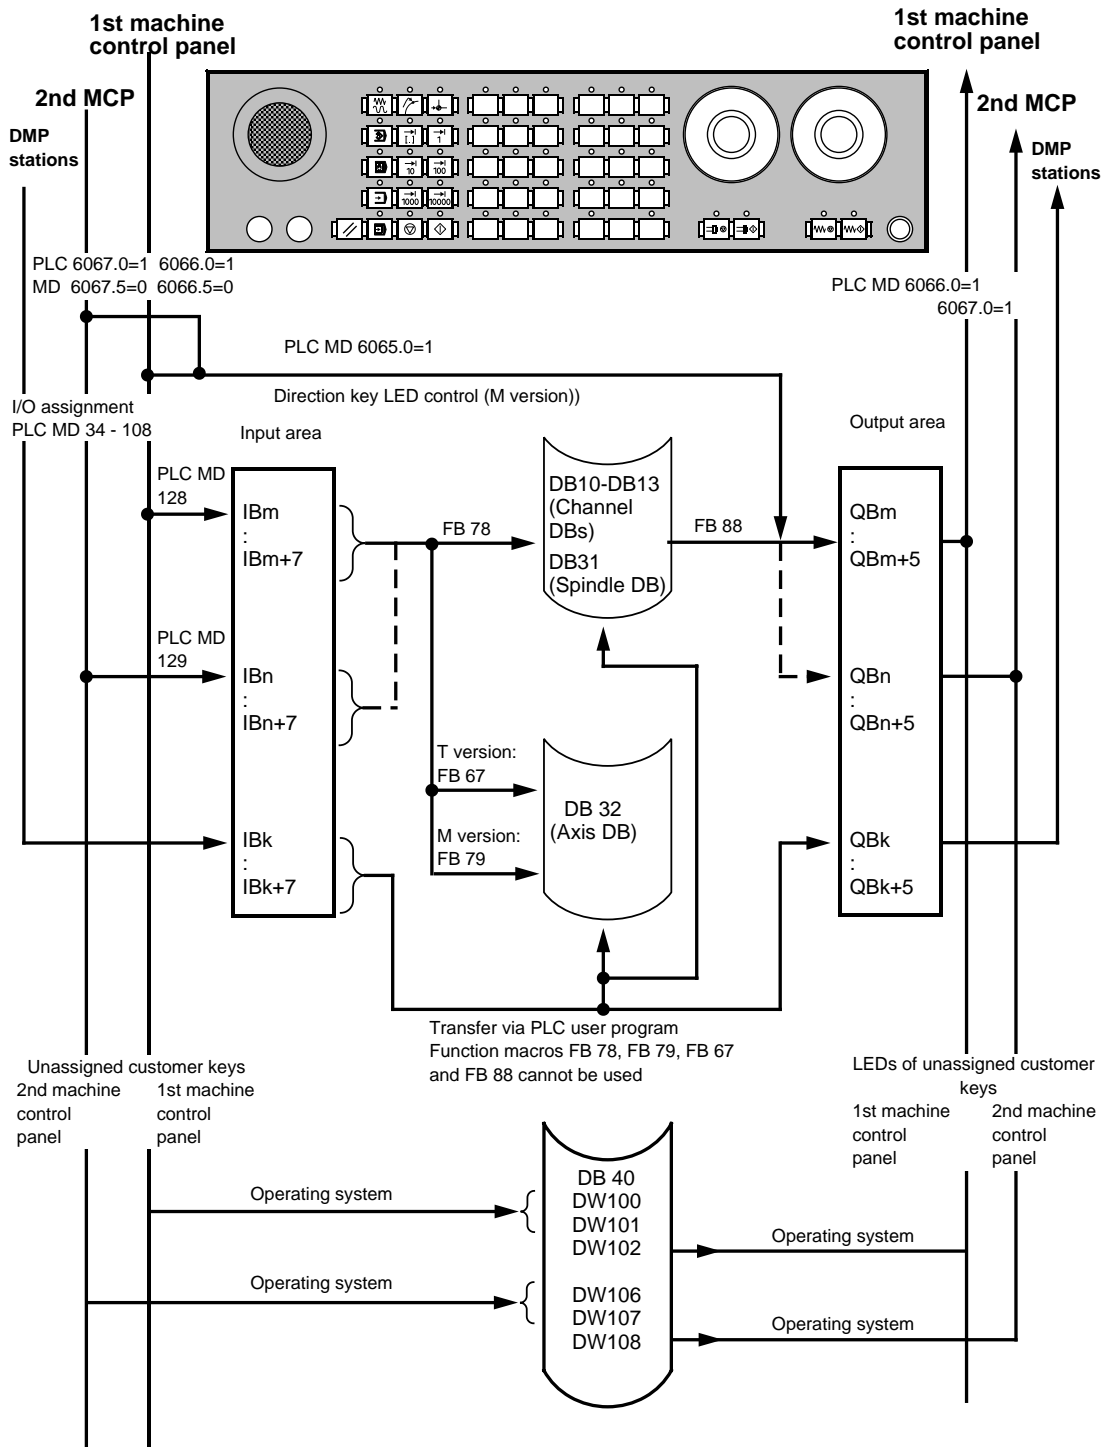 1st machine
control panel
1st machine
control panel
2nd MCP
2nd MCP
DMP
stations
DMP
stations
[.]
1
10
100
1000
10000
PLC 6067.0=1 6066.0=1
MD 6067.5=0 6066.5=0
PLC MD 6066.0=1
6067.0=1
PLC MD 6065.0=1
Direction key LED control (M version))
I/O assignment
PLC MD 34 - 108
Input area
Output area
PLC MD
128
IBm
:
IBm+7
FB 78
DB10-DB13
(Channel
DBs)
DB31
(Spindle DB)
FB 88
QBm
:
QBm+5
PLC MD
129
IBn
:
IBn+7
QBn
:
QBn+5
T version:
FB 67
DB 32
(Axis DB)
M version:
FB 79
IBk
:
IBk+7
QBk
:
QBk+5
Transfer via PLC user program
Function macros FB 78, FB 79, FB 67
and FB 88 cannot be used
Unassigned customer keys
2nd machine
control
panel
1st machine
control
panel
LEDs of unassigned customer
keys
1st machine
control
panel
2nd machine
control
panel
Operating system
DB 40
DW100
DW101
DW102
Operating system
Operating system
DW106
DW107
DW108
Operating system